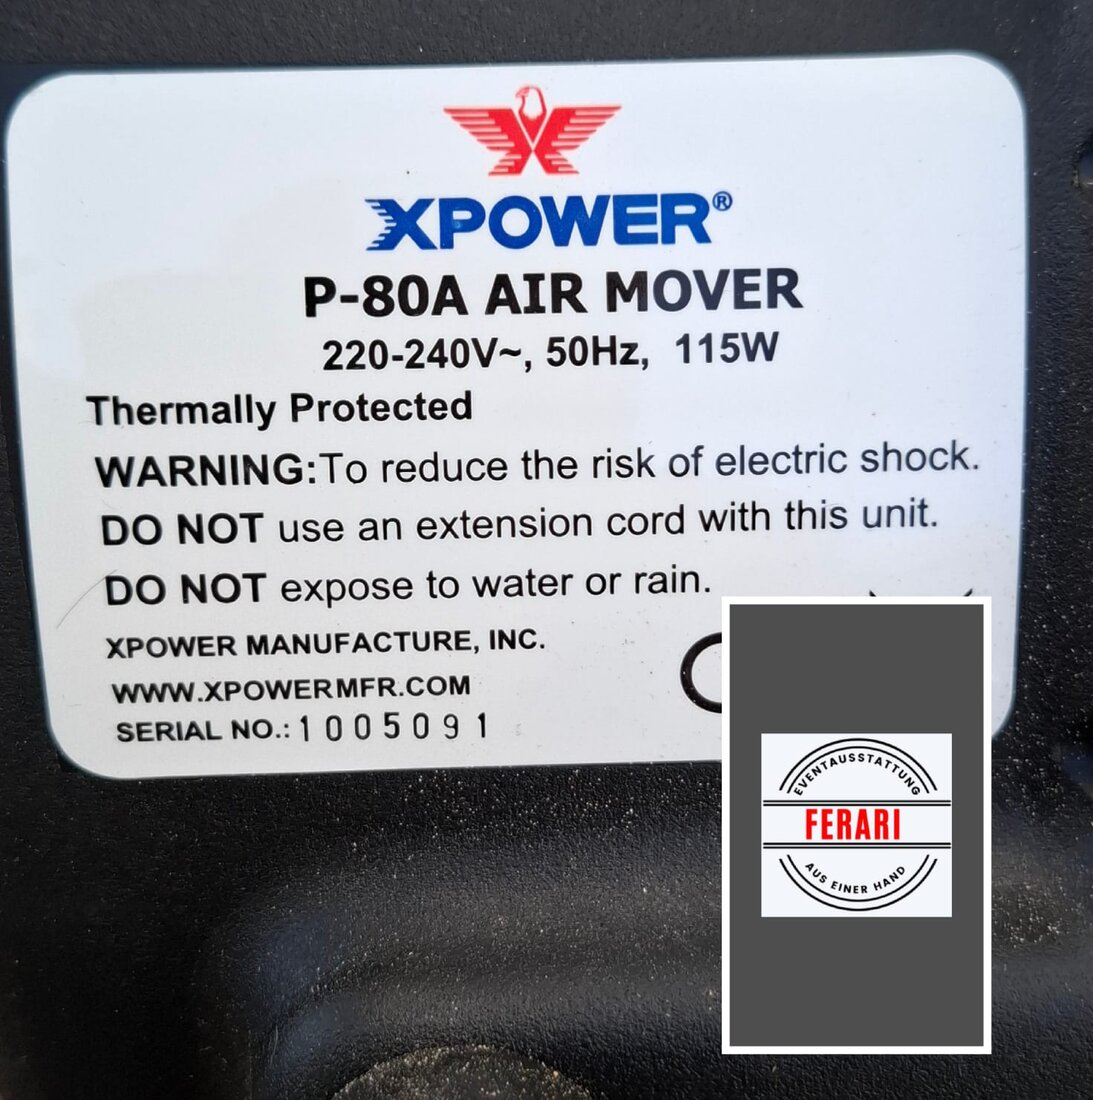 XPOWER®
P-80A AIR MOVER
220-240V~, 50Hz, 115W
Thermally Protected
WARNING:To reduce the risk of electric shock.
DO NOT use an extension cord with this unit.
DO NOT expose to water or rain.
XPOWER MANUFACTURE, INC.
WWW.XPOWERMFR.COM
SERIAL NO.: 1005091
EVENTAUSSTATTUNG
FERARI
AUS EINER HAND